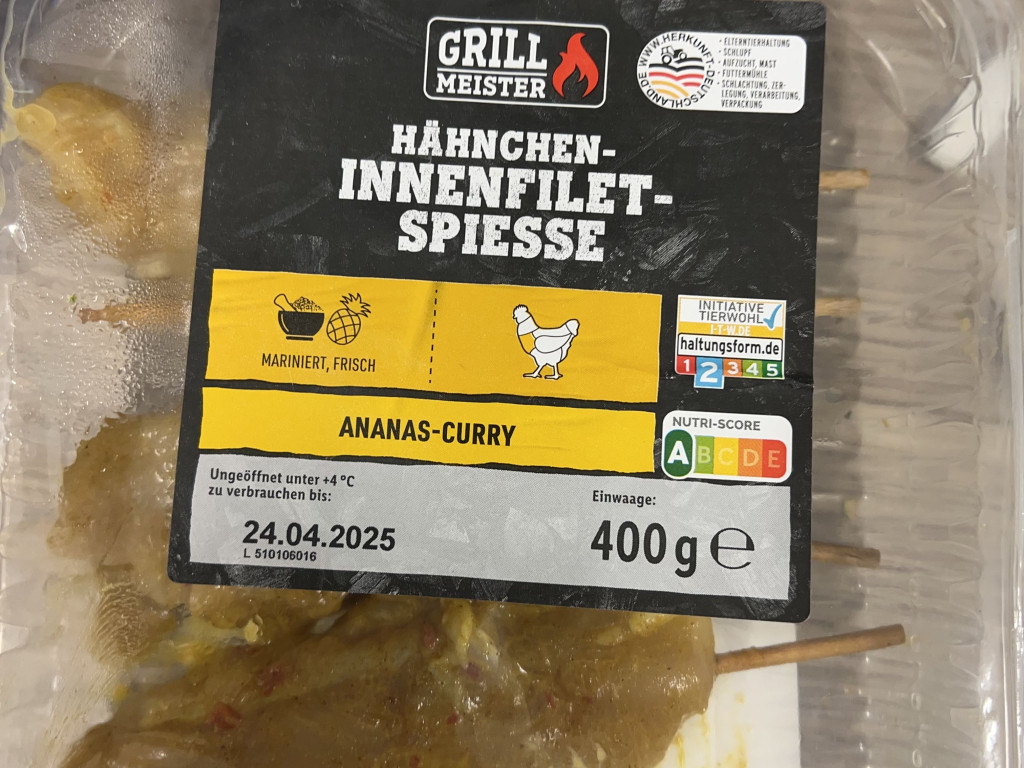 GRILL
MEISTER
WWW.HERKUNFT-DEUTSCHLAND.DE
• ELTERNTIERHALTUNG
• SCHLUPF
• AUFZUCHT, MAST
• FUTTERMÜHLE
• SCHLACHTUNG, ZER-
LEGUNG, VERARBEITUNG,
VERPACKUNG
HÄHNCHEN-
INNENFILET-
SPIESSE
MARINIERT, FRISCH
INITIATIVE
TIERWOHL
I-T-W.DE
haltungsform.de
1 2 3 4 5
ANANAS-CURRY
NUTRI-SCORE
A B C D E
Ungeöffnet unter +4 °C
zu verbrauchen bis:
24.04.2025
L 510106016
Einwaage:
400 g ℮